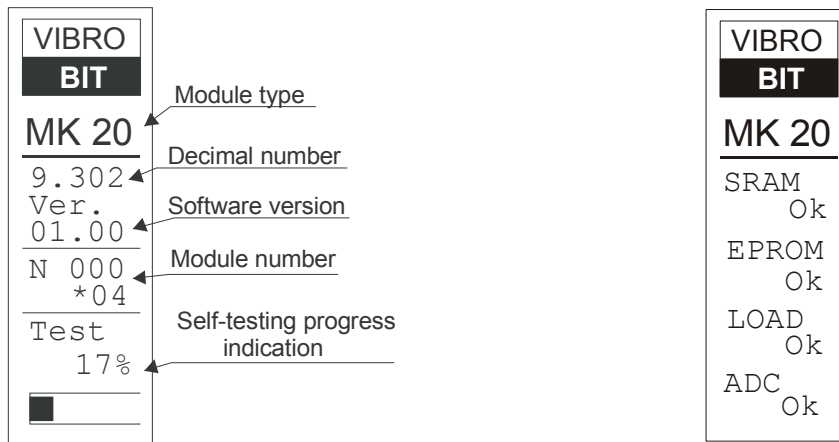 VIBRO
BIT
MK 20
9.302
Ver.
01.00
N 000
*04
Test
17%
Module type
Decimal number
Software version
Module number
Self-testing progress
indication
VIBRO
BIT
MK 20
SRAM
Ok
EPROM
Ok
LOAD
Ok
ADC
Ok